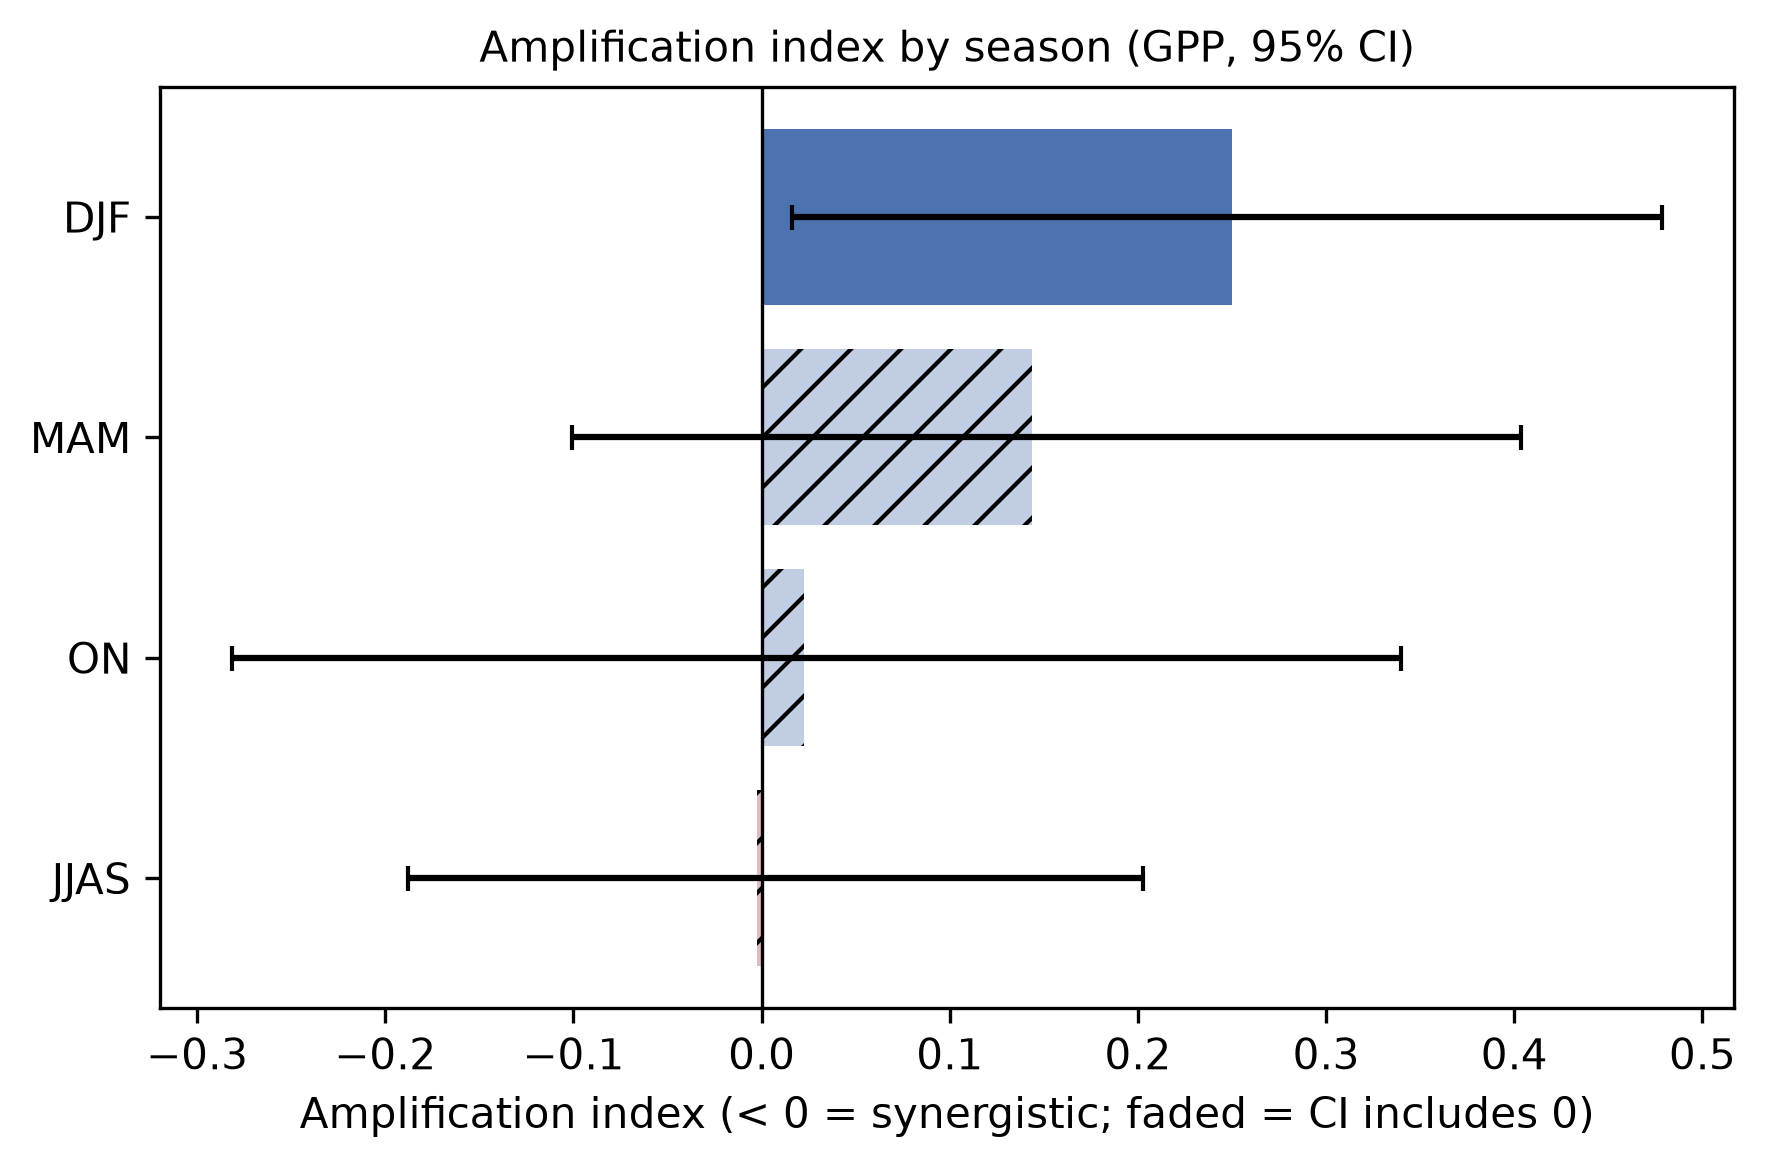 Amplification index by season (GPP, 95% CI)
DJF
MAM
ON
JJAS
−0.3 −0.2 −0.1 0.0 0.1 0.2 0.3 0.4 0.5
Amplification index (< 0 = synergistic; faded = CI includes 0)